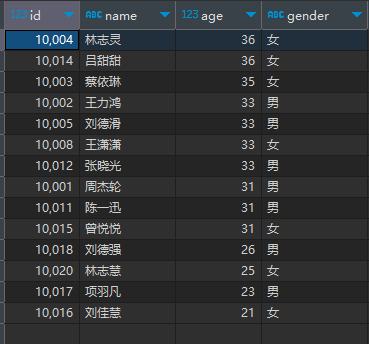 123 id ABC name 123 age ABC gender
10,004 林志灵 36 女
10,014 吕甜甜 36 女
10,003 蔡依琳 35 女
10,002 王力鸿 33 男
10,005 刘德滑 33 男
10,008 王潇潇 33 女
10,012 张晓光 33 男
10,001 周杰轮 31 男
10,011 陈一迅 31 男
10,015 曾悦悦 31 女
10,018 刘德强 26 男
10,020 林志慧 25 女
10,017 项羽凡 23 男
10,016 刘佳慧 21 女